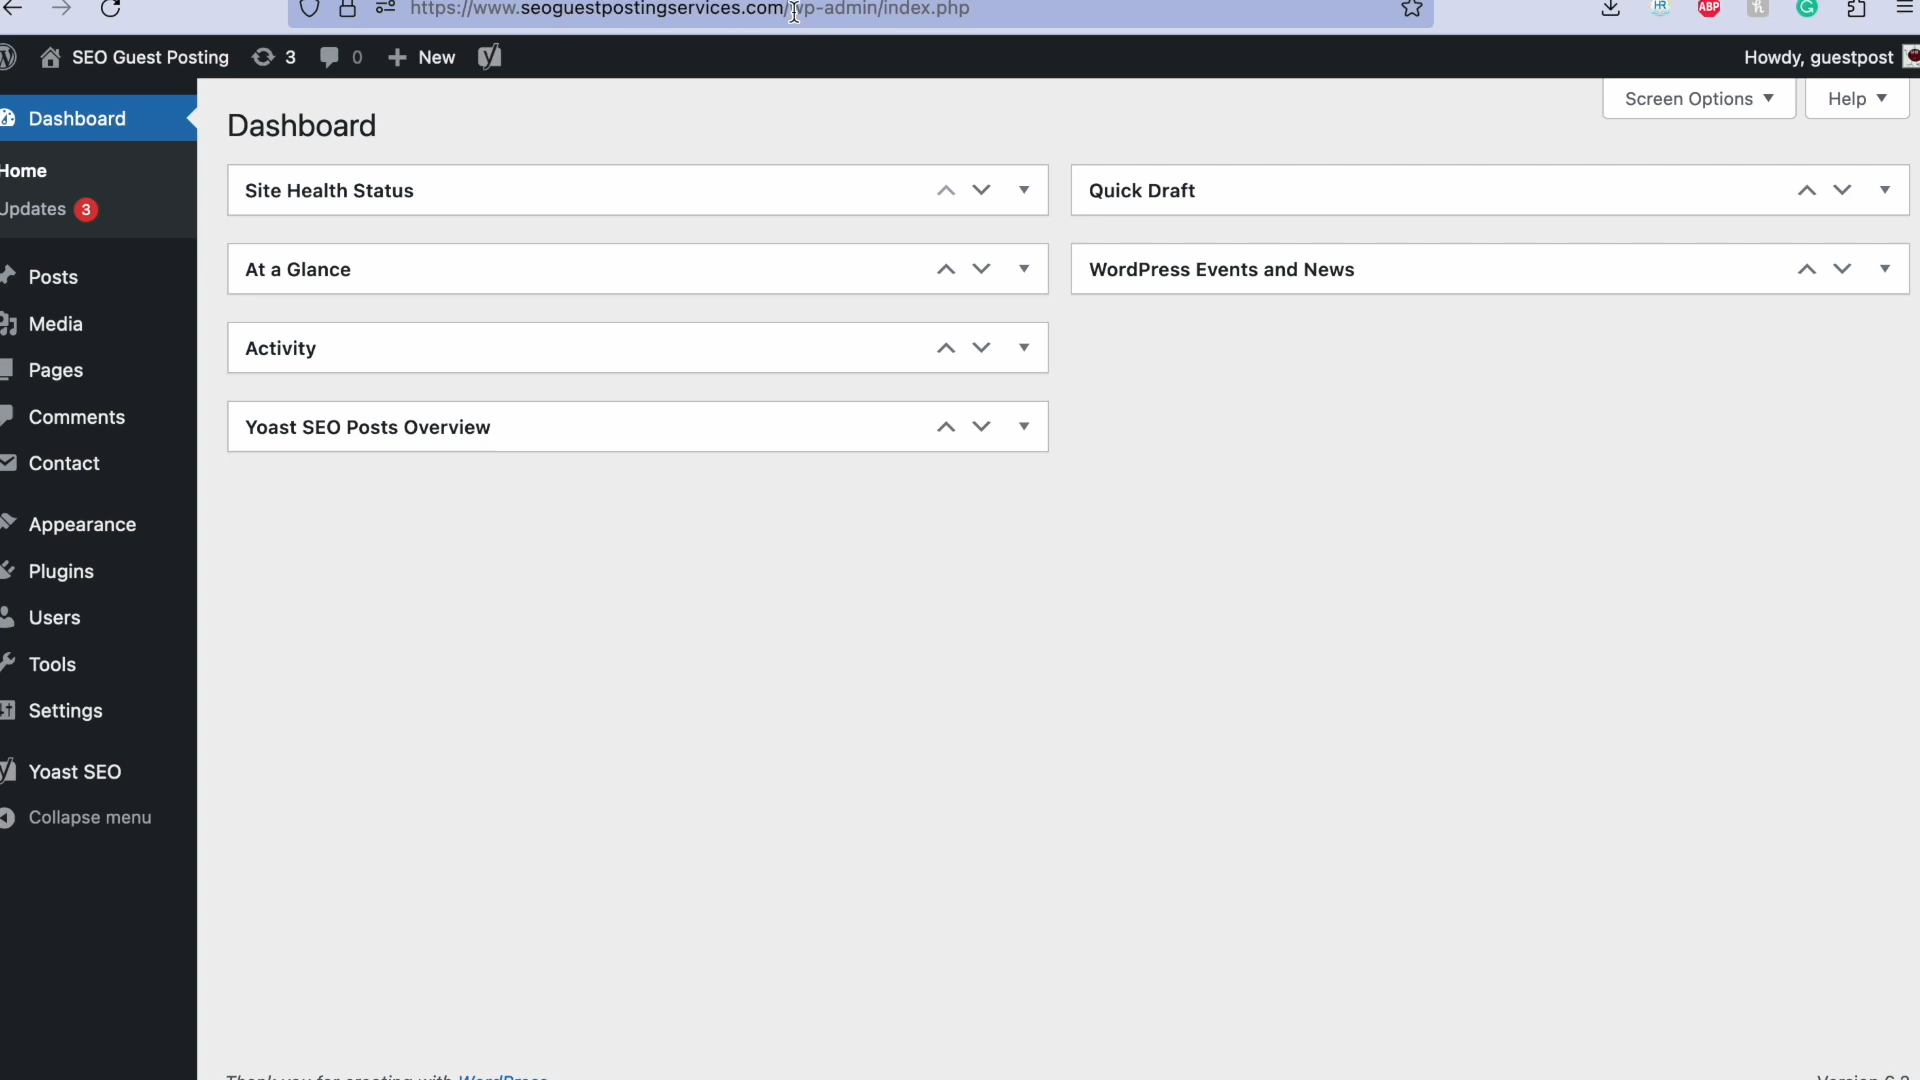 https://www.seoguestpostingservices.com/wp-admin/index.php
HR
ABP
SEO Guest Posting 3 0 New
Howdy, guestpost
Screen Options Help
Dashboard
Home
Updates 3
Posts
Media
Pages
Comments
Contact
Appearance
Plugins
Users
Tools
Settings
Yoast SEO
Collapse menu
Dashboard
Site Health Status
At a Glance
Activity
Yoast SEO Posts Overview
Quick Draft
WordPress Events and News
Thank you for creating with WordPress